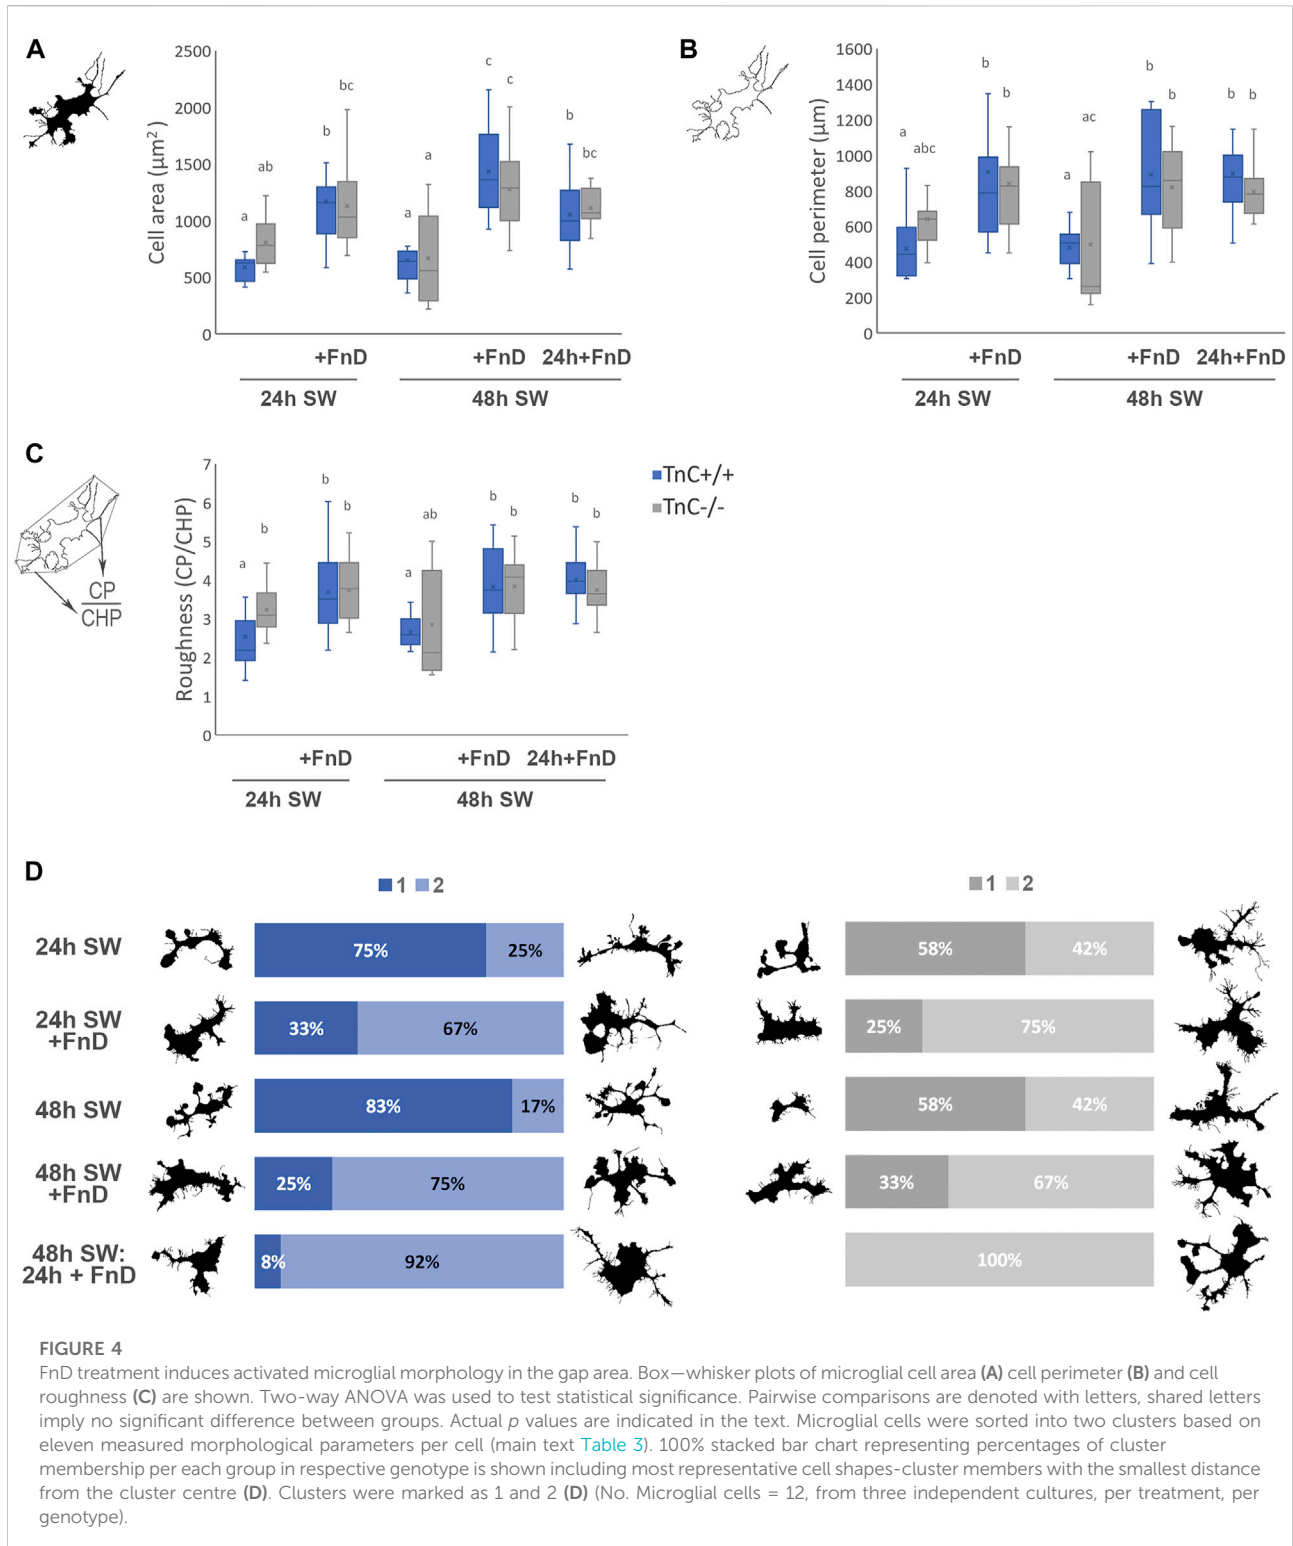 A
2500
2000
1500
1000
500
0
Cell area (µm²)
a
ab
b
bc
a
a
c
c
b
bc
+FnD
+FnD
24h+FnD
24h SW
48h SW
B
1600
1400
1200
1000
800
600
400
200
0
Cell perimeter (µm)
a
abc
b
b
a
ac
b
b
b
b
+FnD
+FnD
24h+FnD
24h SW
48h SW
C
CP
CHP
7
6
5
4
3
2
1
0
Roughness (CP/CHP)
a
b
b
b
a
ab
b
b
b
b
TnC+/+
TnC-/-
+FnD
+FnD
24h+FnD
24h SW
48h SW
D
1 2
1 2
24h SW
75% 25%
58% 42%
24h SW
+FnD
33% 67%
25% 75%
48h SW
83% 17%
58% 42%
48h SW
+FnD
25% 75%
33% 67%
48h SW:
24h + FnD
8% 92%
100%
FIGURE 4
FnD treatment induces activated microglial morphology in the gap area. Box—whisker plots of microglial cell area (A) cell perimeter (B) and cell
roughness (C) are shown. Two-way ANOVA was used to test statistical significance. Pairwise comparisons are denoted with letters, shared letters
imply no significant difference between groups. Actual p values are indicated in the text. Microglial cells were sorted into two clusters based on
eleven measured morphological parameters per cell (main text Table 3). 100% stacked bar chart representing percentages of cluster
membership per each group in respective genotype is shown including most representative cell shapes-cluster members with the smallest distance
from the cluster centre (D). Clusters were marked as 1 and 2 (D) (No. Microglial cells = 12, from three independent cultures, per treatment, per
genotype).